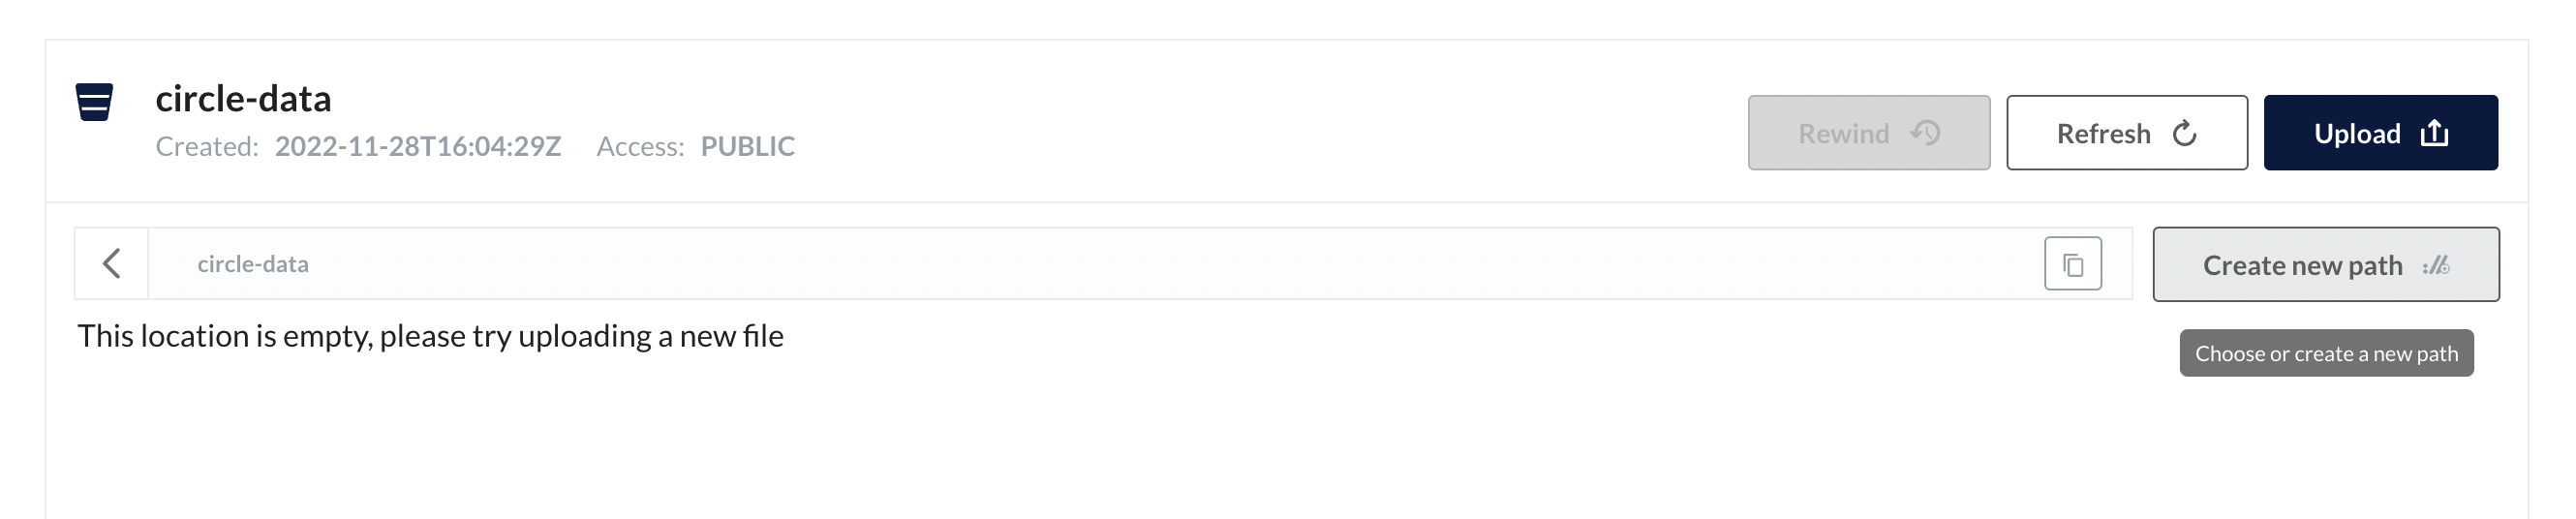 circle-data
Created: 2022-11-28T16:04:29Z Access: PUBLIC
Rewind
Refresh
Upload
circle-data
Create new path
This location is empty, please try uploading a new file
Choose or create a new path